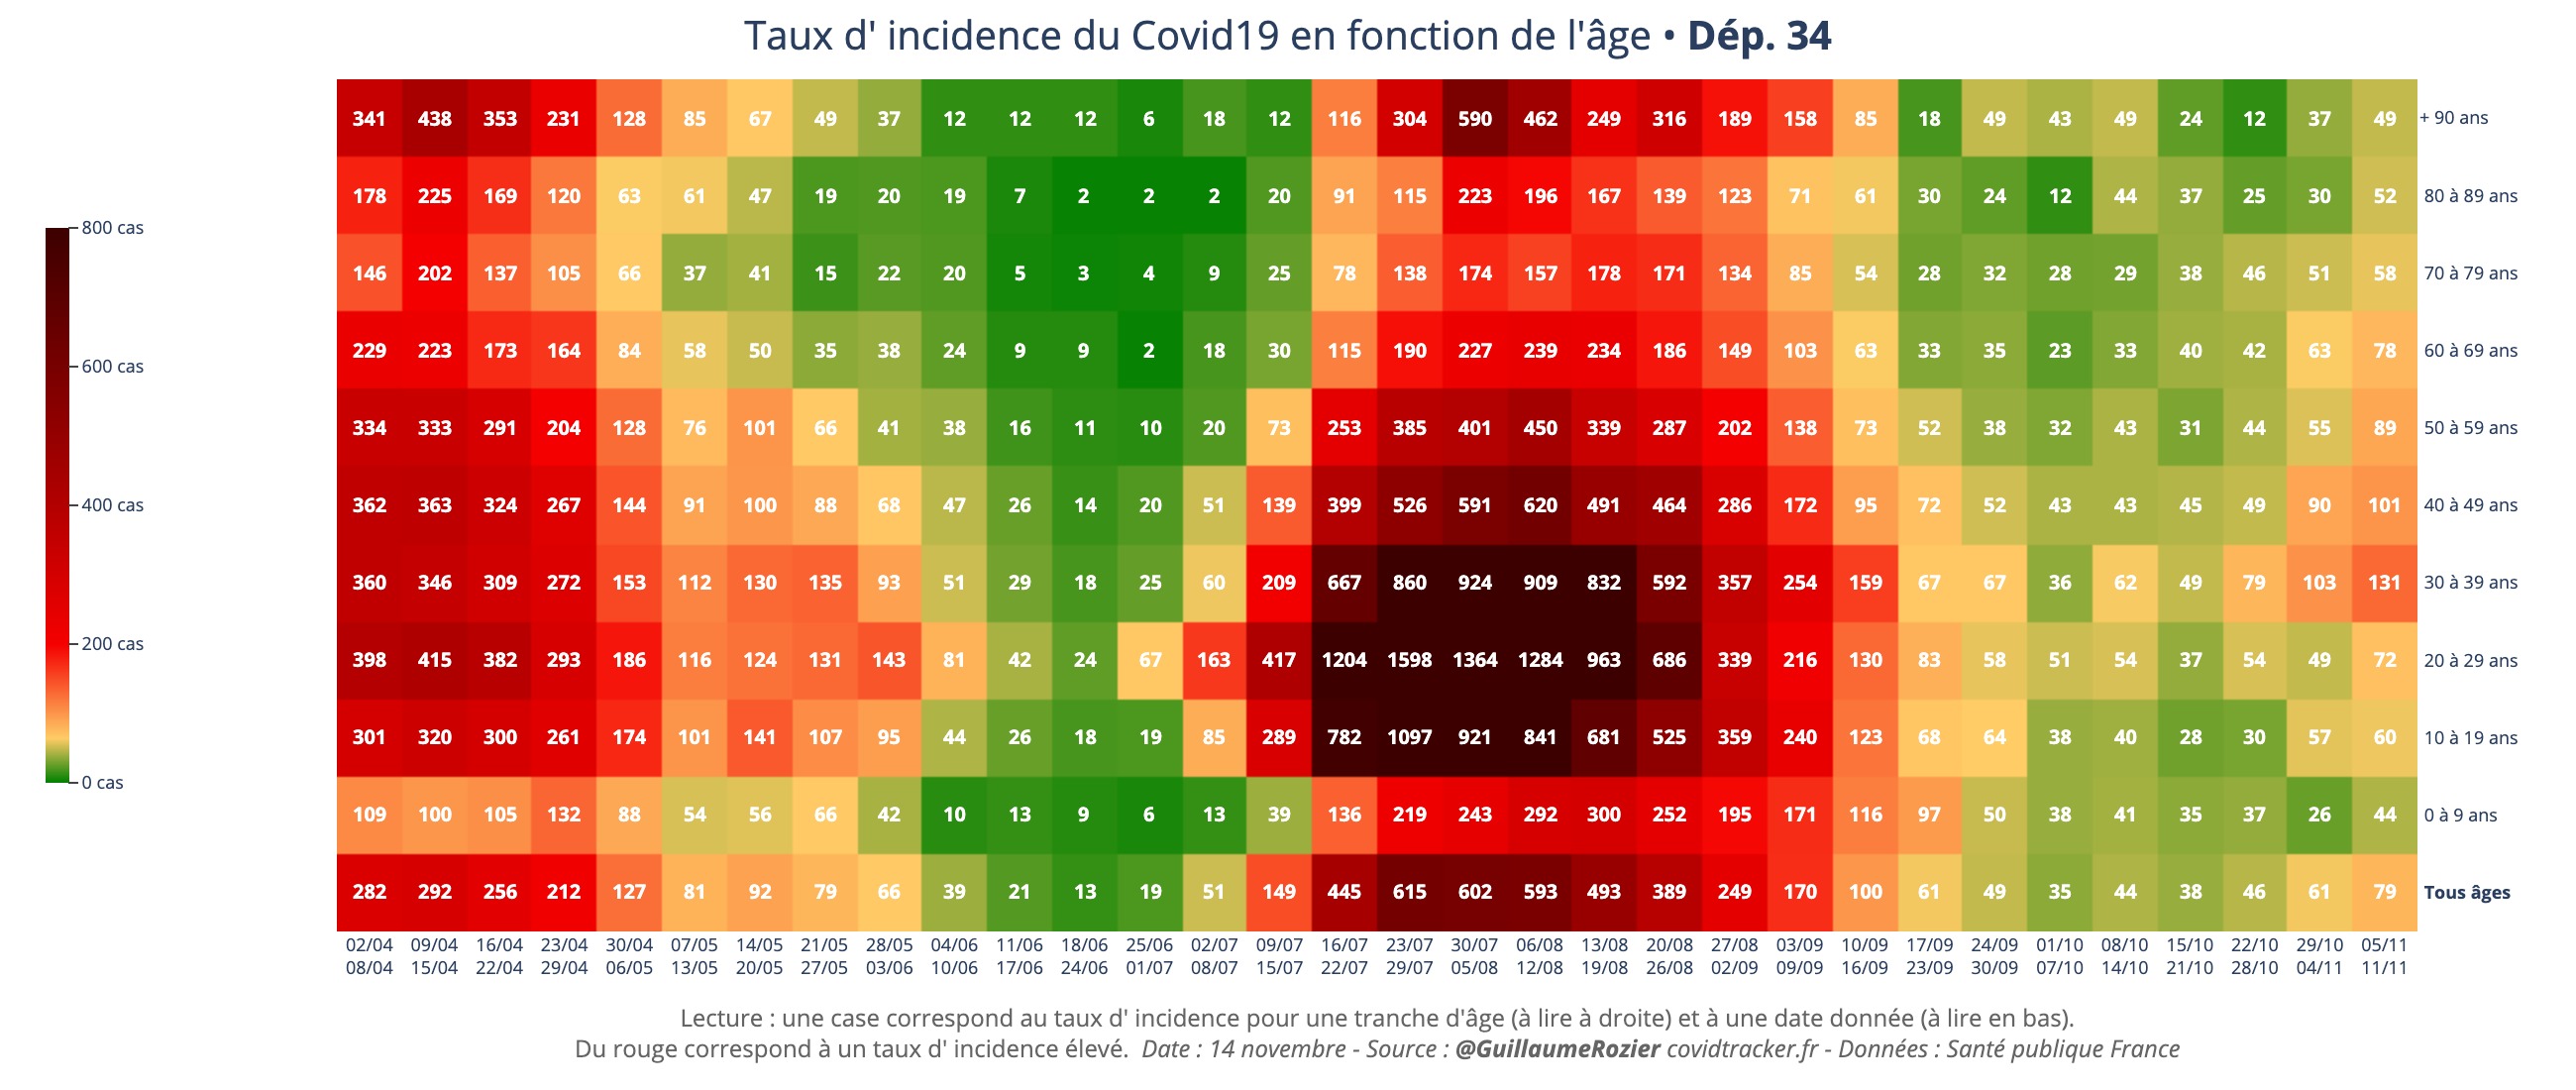 Taux d' incidence du Covid19 en fonction de l'âge • Dép. 34
341 438 353 231 128 85 67 49 37 12 12 12 6 18 12 116 304 590 462 249 316 189 158 85 18 49 43 49 24 12 37 49 + 90 ans
178 225 169 120 63 61 47 19 20 19 7 2 2 2 20 91 115 223 196 167 139 123 71 61 30 24 12 44 37 25 30 52 80 à 89 ans
800 cas
146 202 137 105 66 37 41 15 22 20 5 3 4 9 25 78 138 174 157 178 171 134 85 54 28 32 28 29 38 46 51 58 70 à 79 ans
229 223 173 164 84 58 50 35 38 24 9 9 2 18 30 115 190 227 239 234 186 149 103 63 33 35 23 33 40 42 63 78 60 à 69 ans
600 cas
334 333 291 204 128 76 101 66 41 38 16 11 10 20 73 253 385 401 450 339 287 202 138 73 52 38 32 43 31 44 55 89 50 à 59 ans
400 cas
362 363 324 267 144 91 100 88 68 47 26 14 20 51 139 399 526 591 620 491 464 286 172 95 72 52 43 43 45 49 90 101 40 à 49 ans
360 346 309 272 153 112 130 135 93 51 29 18 25 60 209 667 860 924 909 832 592 357 254 159 67 67 36 62 49 79 103 131 30 à 39 ans
200 cas
398 415 382 293 186 116 124 131 143 81 42 24 67 163 417 1204 1598 1364 1284 963 686 339 216 130 83 58 51 54 37 54 49 72 20 à 29 ans
301 320 300 261 174 101 141 107 95 44 26 18 19 85 289 782 1097 921 841 681 525 359 240 123 68 64 38 40 28 30 57 60 10 à 19 ans
0 cas
109 100 105 132 88 54 56 66 42 10 13 9 6 13 39 136 219 243 292 300 252 195 171 116 97 50 38 41 35 37 26 44 0 à 9 ans
282 292 256 212 127 81 92 79 66 39 21 13 19 51 149 445 615 602 593 493 389 249 170 100 61 49 35 44 38 46 61 79 Tous âges
02/04 09/04 16/04 23/04 30/04 07/05 14/05 21/05 28/05 04/06 11/06 18/06 25/06 02/07 09/07 16/07 23/07 30/07 06/08 13/08 20/08 27/08 03/09 10/09 17/09 24/09 01/10 08/10 15/10 22/10 29/10 05/11
08/04 15/04 22/04 29/04 06/05 13/05 20/05 27/05 03/06 10/06 17/06 24/06 01/07 08/07 15/07 22/07 29/07 05/08 12/08 19/08 26/08 02/09 09/09 16/09 23/09 30/09 07/10 14/10 21/10 28/10 04/11 11/11
Lecture : une case correspond au taux d' incidence pour une tranche d'âge (à lire à droite) et à une date donnée (à lire en bas).
Du rouge correspond à un taux d' incidence élevé. Date : 14 novembre - Source : @GuillaumeRozier covidtracker.fr - Données : Santé publique France